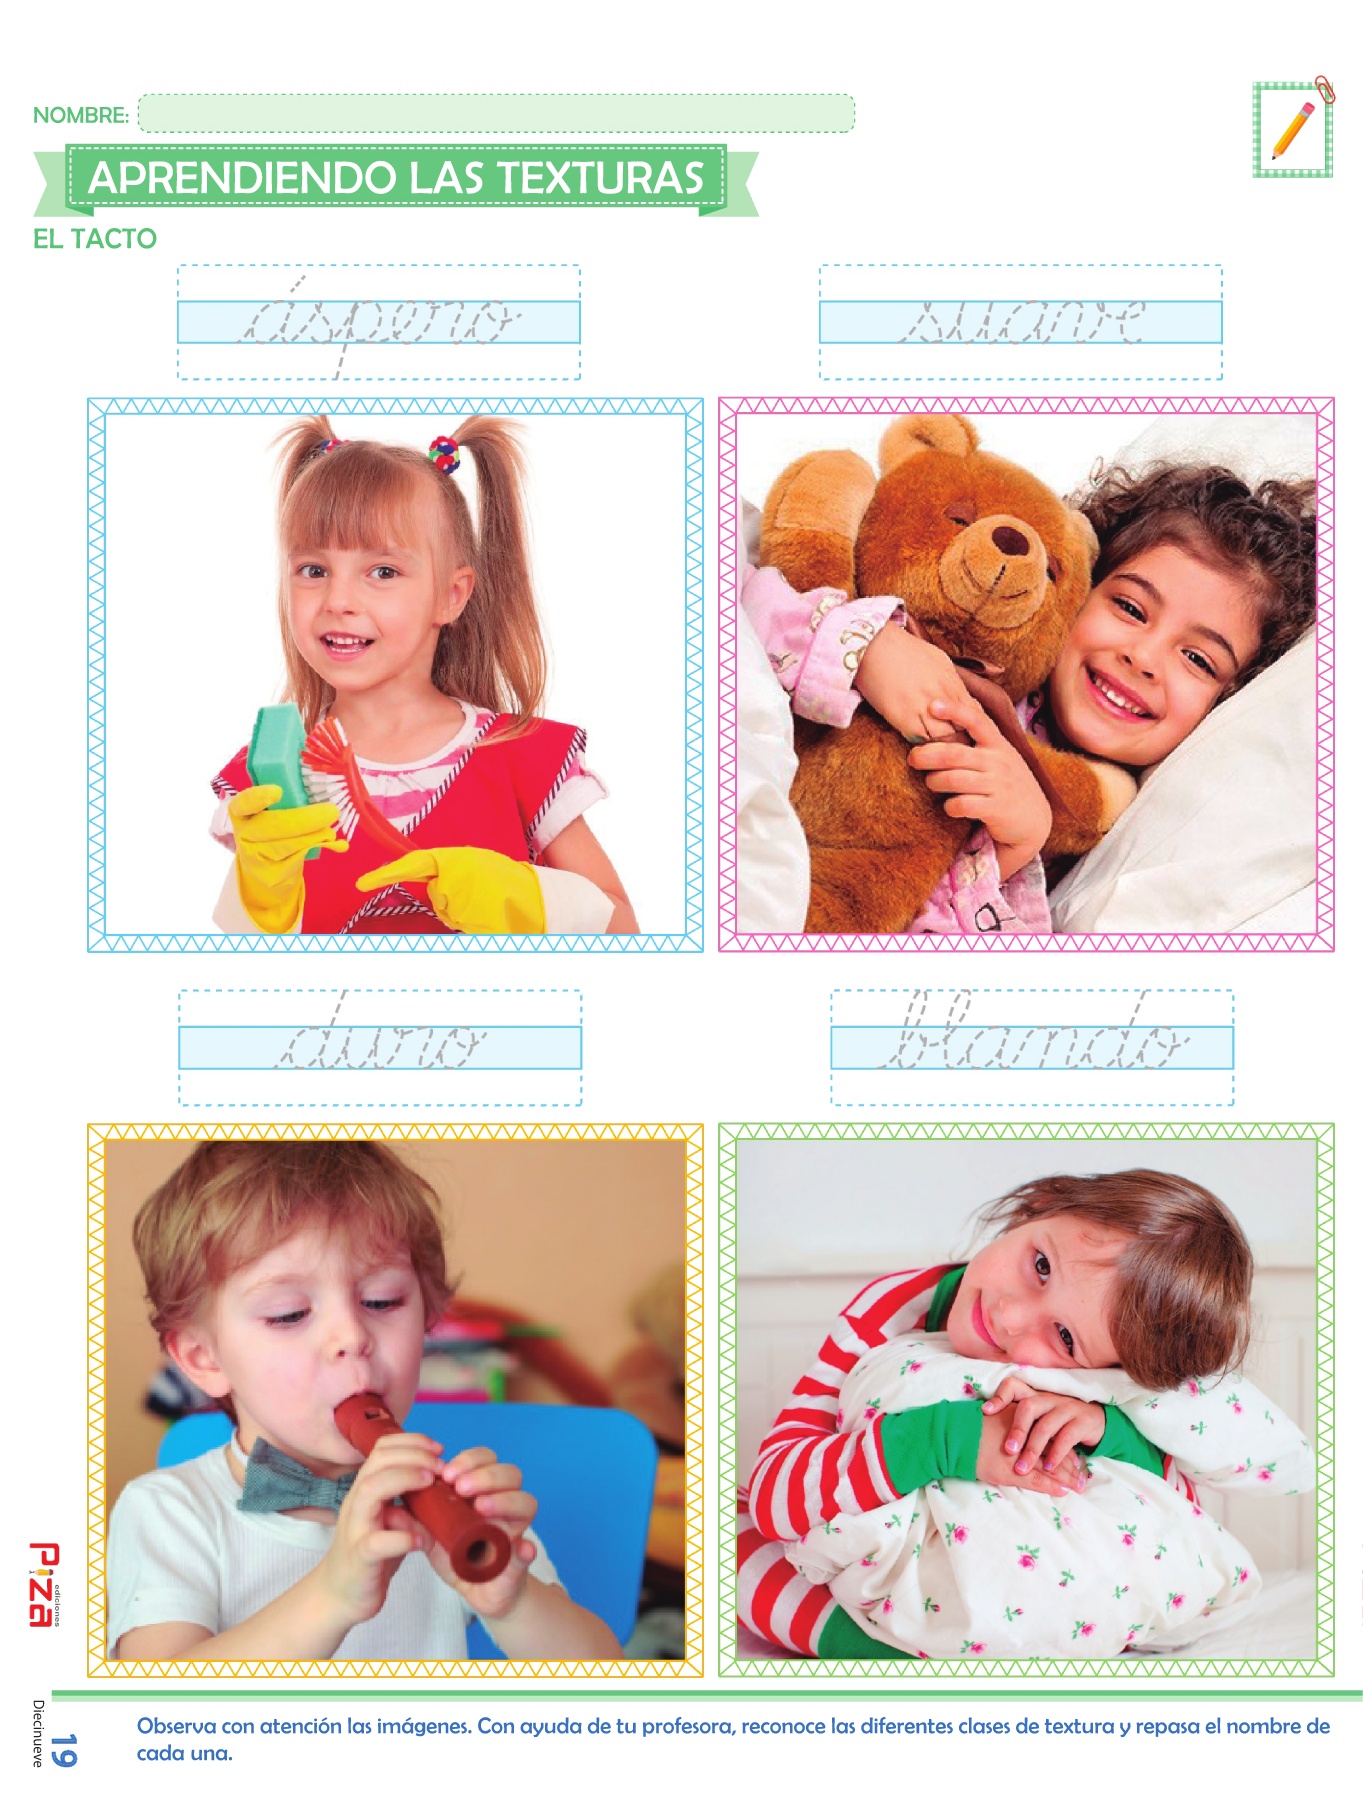 NOMBRE:
APRENDIENDO LAS TEXTURAS
EL TACTO
áspero
suave
duro
blando
Piza
ediciones
Diecinueve
19
Observa con atención las imágenes. Con ayuda de tu profesora, reconoce las diferentes clases de textura y repasa el nombre de
cada una.